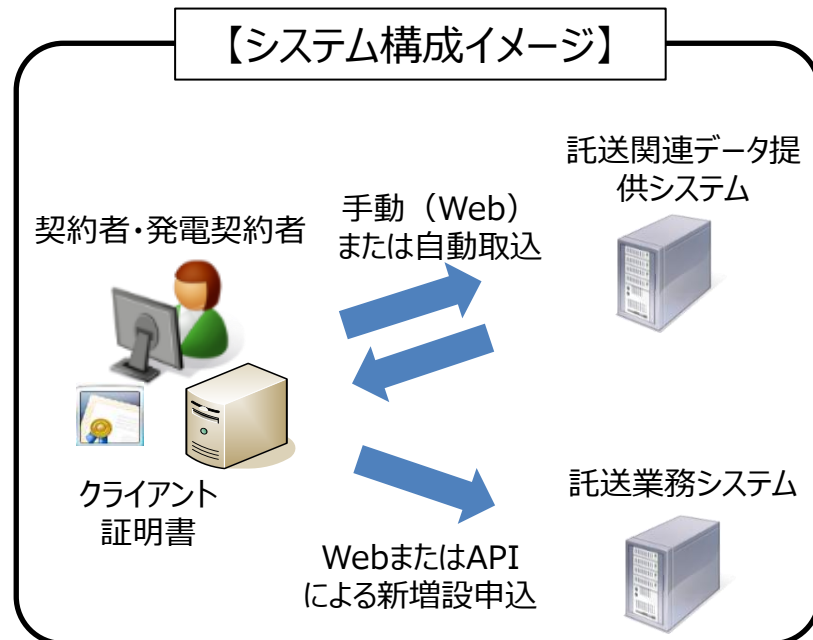 【システム構成イメージ】
託送関連データ提
供システム
手動（Web）
または自動取込
契約者・発電契約者
クライアント
証明書
託送業務システム
WebまたはAPI
による新増設申込